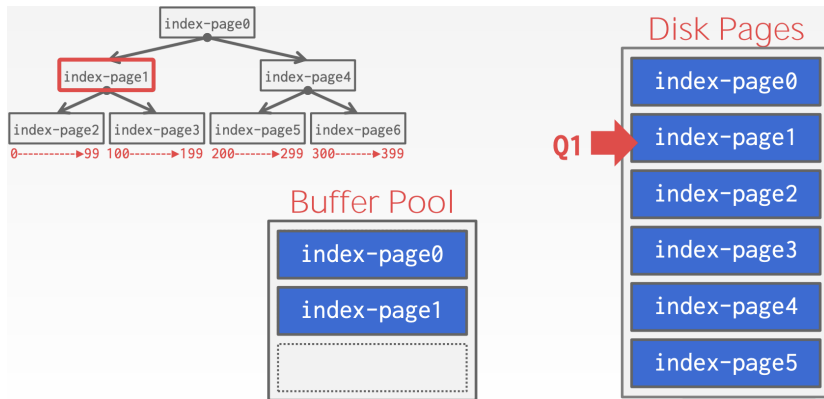 index-page0
index-page1
index-page4
index-page2
index-page3
index-page5
index-page6
0---------->99
100------>199
200------>299
300------>399
Buffer Pool
index-page0
index-page1
Disk Pages
index-page0
Q1
index-page1
index-page2
index-page3
index-page4
index-page5